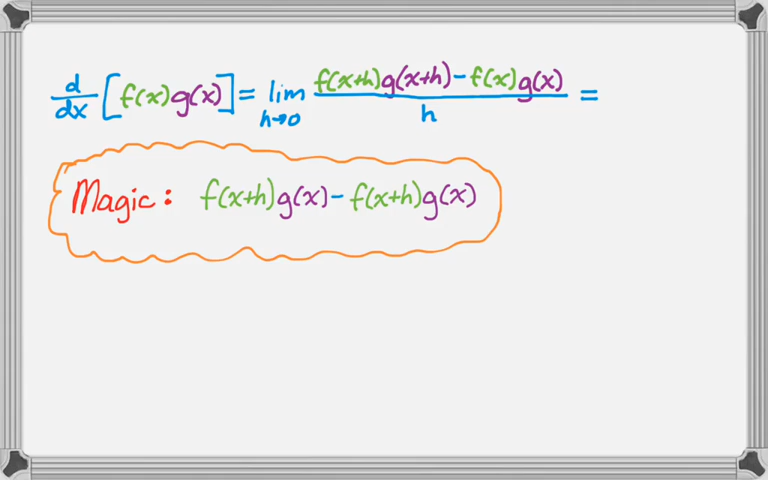 d/dx [f(x)g(x)] = lim h→0 f(x+h)g(x+h)-f(x)g(x)/h =
Magic: f(x+h)g(x)-f(x+h)g(x)